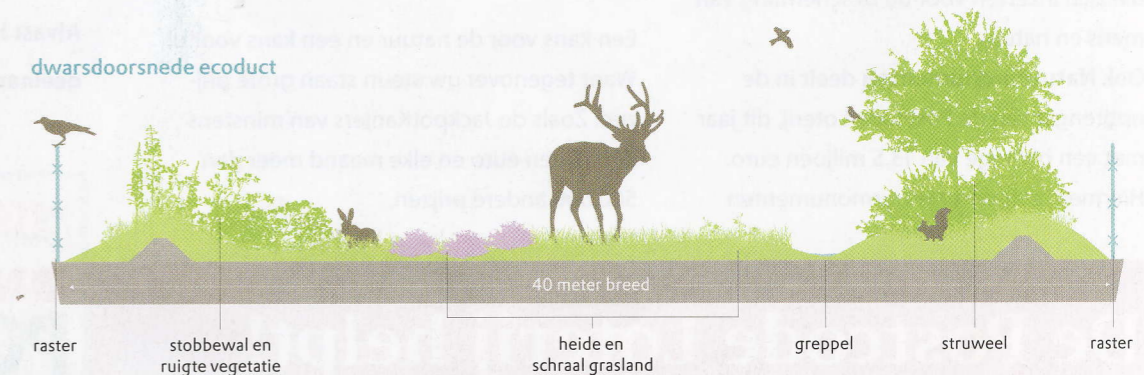 dwarsdoorsnede ecoduct
40 meter breed
raster
stobbewal en
ruigte vegetatie
heide en
schraal grasland
greppel
struweel
raster